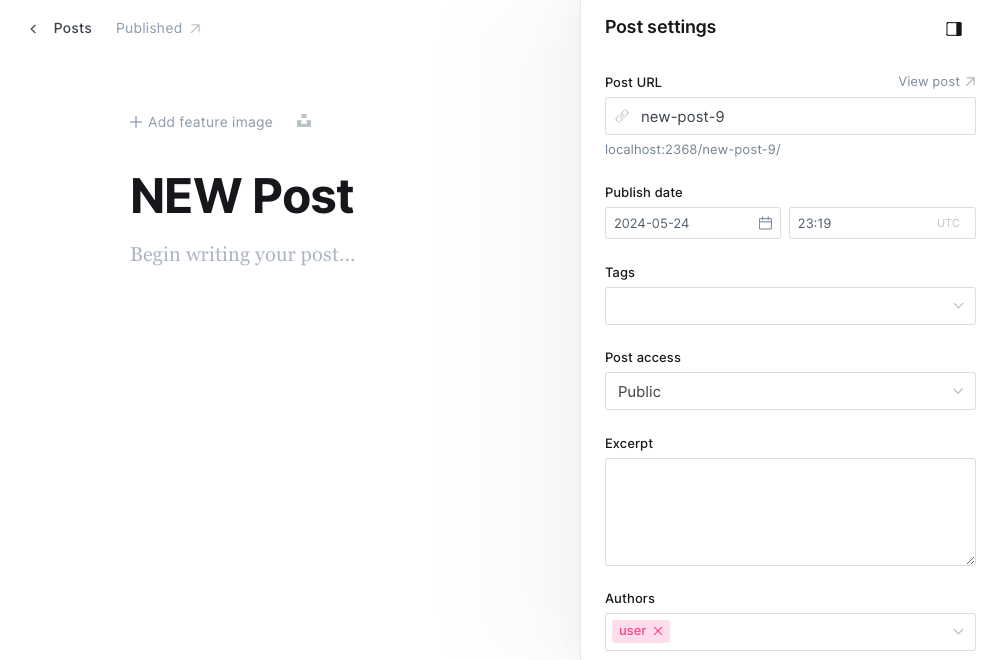 Posts Published
Add feature image
NEW Post
Begin writing your post...
Post settings
Post URL View post
new-post-9
localhost:2368/new-post-9/
Publish date
2024-05-24 23:19 UTC
Tags
Post access
Public
Excerpt
Authors
user